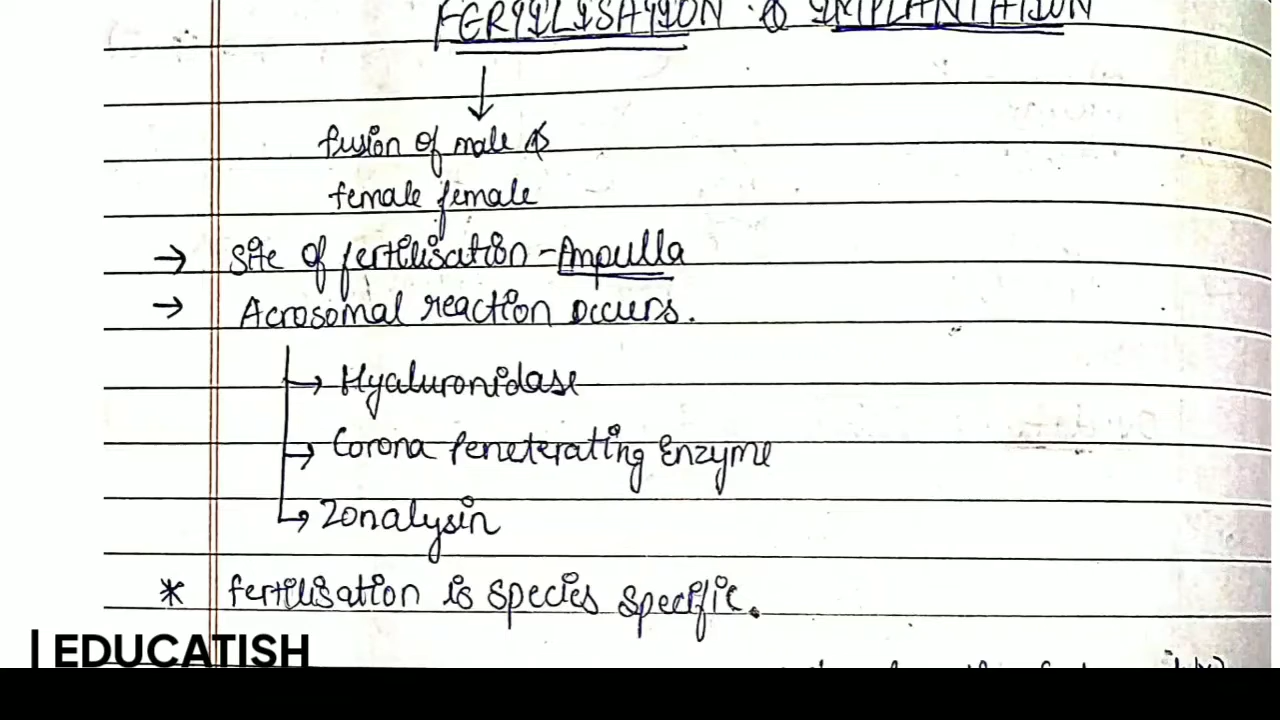 FERTILISATION & IMPLANTATION
↓
fusion of male &
female female
→ Site of fertilisation - Ampulla
→ Acrosomal reaction occurs.
→ Hyaluronidase
→ Corona Peneterating Enzyme
→ Zonalysin
* fertilisation is species specific.
| EDUCATISH